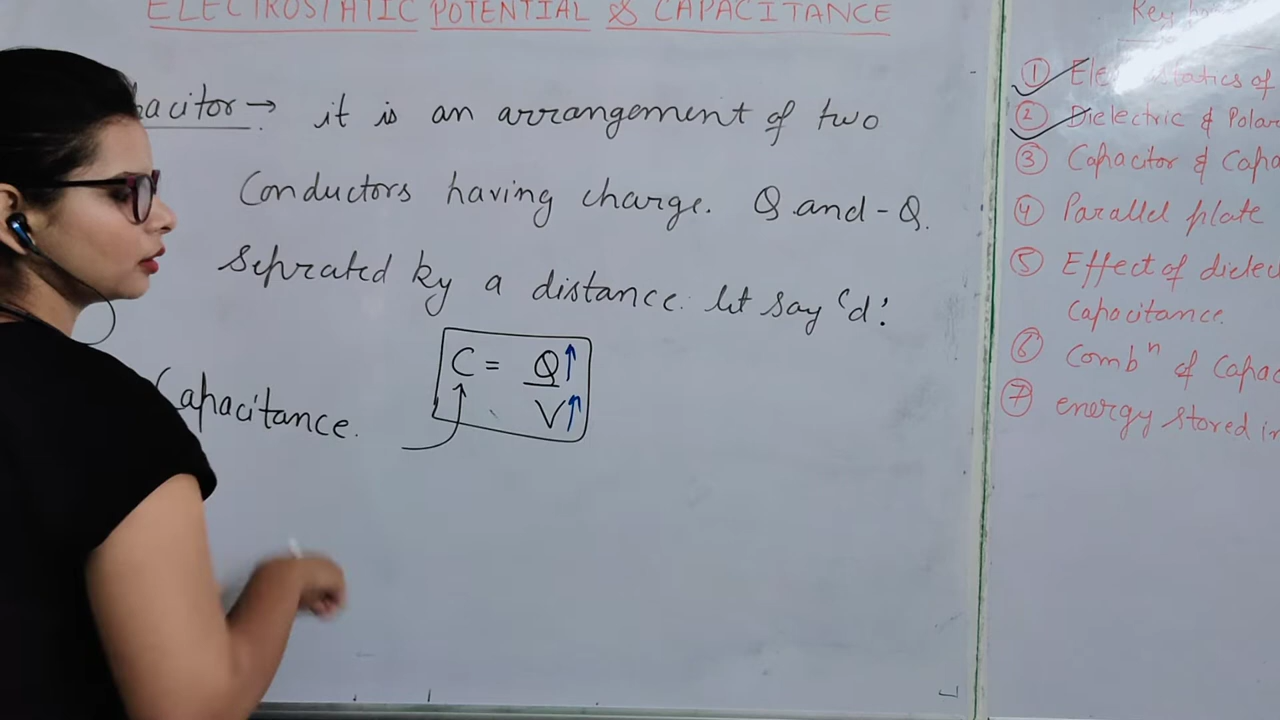 ELECTROSTATIC POTENTIAL & CAPACITANCE
pacitor → it is an arrangement of two
Conductors having charge. Q and -Q.
Seprated by a distance. let say 'd'.
Capacitance.
C = Q↑
V↑
Key
① Ele statics of
② Dielectric & Polar
③ Capacitor & Capa
④ Parallel plate
⑤ Effect of dielec
Capacitance.
⑥ Combⁿ of Capac
⑦ energy stored in